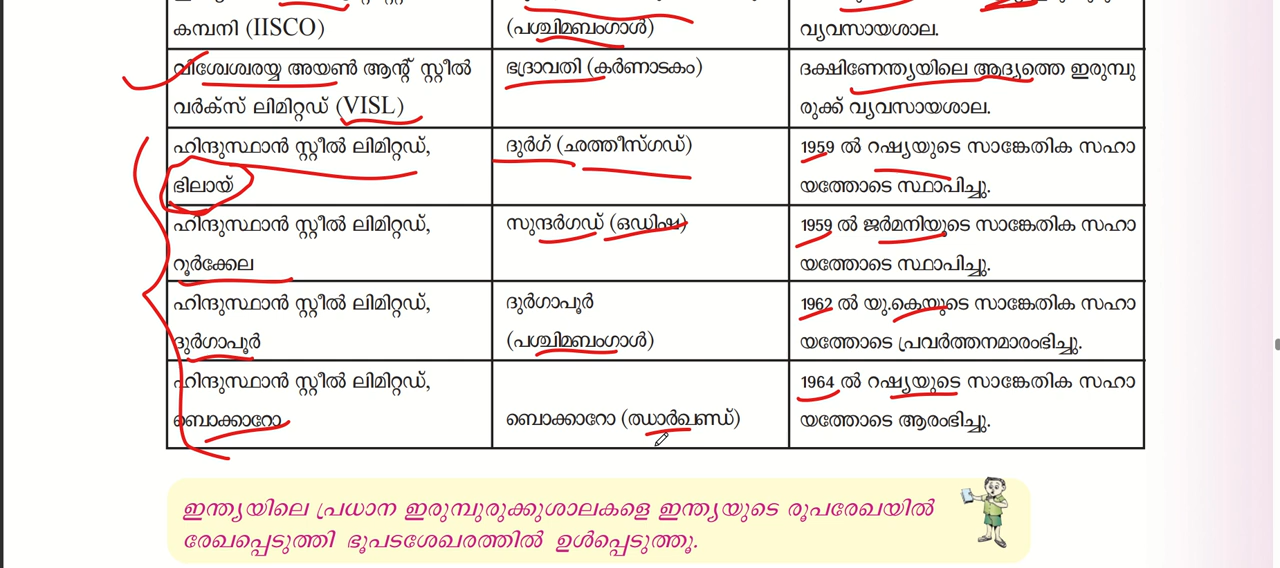 കമ്പനി (IISCO)
(പശ്ചിമബംഗാൾ)
വ്യവസായശാല.
വിശ്വേശ്വരയ്യ അയൺ ആന്റ് സ്റ്റീൽ
വർക്സ് ലിമിറ്റഡ് (VISL)
ഭദ്രാവതി (കർണാടകം)
ദക്ഷിണേന്ത്യയിലെ ആദ്യത്തെ ഇരുമ്പു
രുക്ക് വ്യവസായശാല.
ഹിന്ദുസ്ഥാൻ സ്റ്റീൽ ലിമിറ്റഡ്,
ഭിലായ്
ദുർഗ് (ഛത്തീസ്ഗഡ്)
1959 ൽ റഷ്യയുടെ സാങ്കേതിക സഹാ
യത്തോടെ സ്ഥാപിച്ചു.
ഹിന്ദുസ്ഥാൻ സ്റ്റീൽ ലിമിറ്റഡ്,
റൂർക്കേല
സുന്ദർഗഡ് (ഒഡിഷ)
1959 ൽ ജർമനിയുടെ സാങ്കേതിക സഹാ
യത്തോടെ സ്ഥാപിച്ചു.
ഹിന്ദുസ്ഥാൻ സ്റ്റീൽ ലിമിറ്റഡ്,
ദുർഗാപൂർ
ദുർഗാപൂർ
(പശ്ചിമബംഗാൾ)
1962 ൽ യു.കെയുടെ സാങ്കേതിക സഹാ
യത്തോടെ പ്രവർത്തനമാരംഭിച്ചു.
ഹിന്ദുസ്ഥാൻ സ്റ്റീൽ ലിമിറ്റഡ്,
ബൊക്കാറോ
ബൊക്കാറോ (ഝാർഖണ്ഡ്)
1964 ൽ റഷ്യയുടെ സാങ്കേതിക സഹാ
യത്തോടെ ആരംഭിച്ചു.
ഇന്ത്യയിലെ പ്രധാന ഇരുമ്പുരുക്കുശാലകളെ ഇന്ത്യയുടെ രൂപരേഖയിൽ
രേഖപ്പെടുത്തി ഭൂപടശേഖരത്തിൽ ഉൾപ്പെടുത്തൂ.